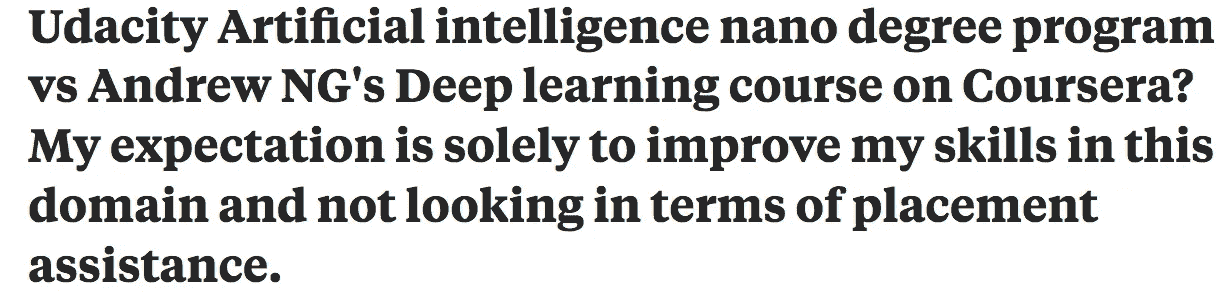 Udacity Artificial intelligence nano degree program
vs Andrew NG's Deep learning course on Coursera?
My expectation is solely to improve my skills in this
domain and not looking in terms of placement
assistance.